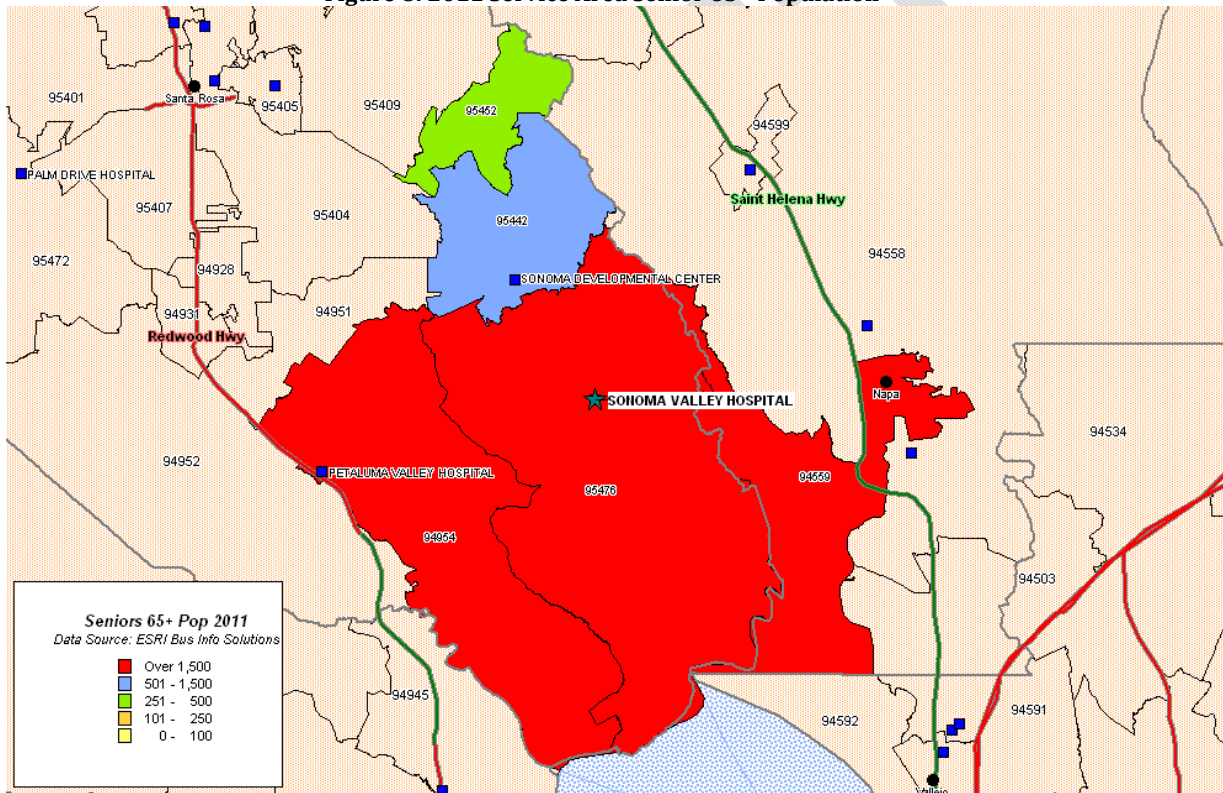 95401
Santa Rosa
95405
95409
95452
94599
PALM DRIVE HOSPITAL
95407
95404
Saint Helena Hwy
95442
95472
94928
94558
SONOMA DEVELOPMENTAL CENTER
94931
94951
Redwood Hwy
Napa
SONOMA VALLEY HOSPITAL
94534
94952
PETALUMA VALLEY HOSPITAL
94559
95476
94954
94503
Seniors 65+ Pop 2011
Data Source: ESRI Bus Info Solutions
Over 1,500
501 - 1,500
251 - 500
101 - 250
0 - 100
94945
94592
94591